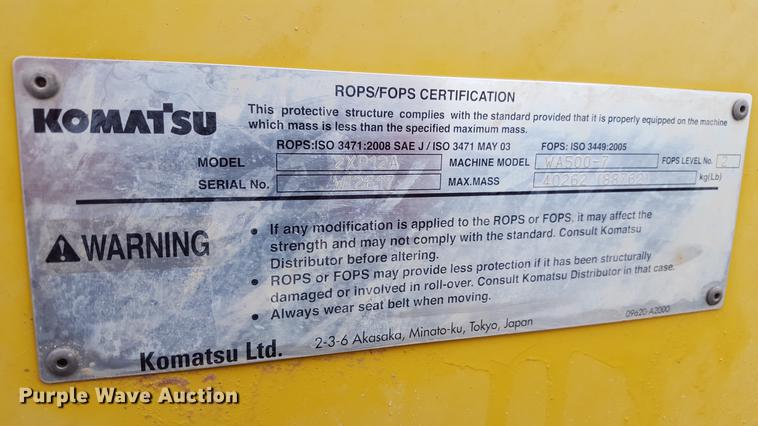 ROPS/FOPS CERTIFICATION
KOMATSU
This protective structure complies with the standard provided that it is properly equipped on the machine
which mass is less than the specified maximum mass.
ROPS:ISO 3471:2008 SAE J / ISO 3471 MAY 03 FOPS: ISO 3449:2005
MODEL MACHINE MODEL WA500-7 FOPS LEVEL No. 2
SERIAL No. MAX.MASS 40262 kg(Lb)
WARNING
• If any modification is applied to the ROPS or FOPS, it may affect the
strength and may not comply with the standard. Consult Komatsu
Distributor before altering.
• ROPS or FOPS may provide less protection if it has been structurally
damaged or involved in roll-over. Consult Komatsu Distributor in that case.
• Always wear seat belt when moving.
Komatsu Ltd. 2-3-6 Akasaka, Minato-ku, Tokyo, Japan
09620-A2000
Purple Wave Auction